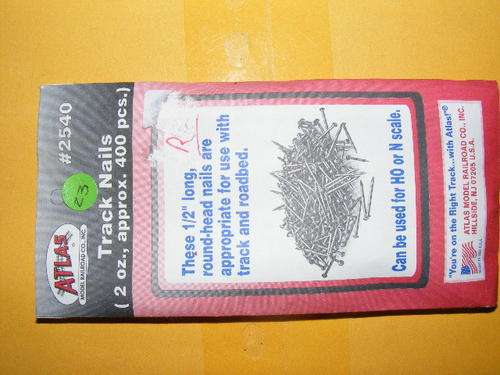 ATLAS
MODEL RAILROAD CO., INC.
#2540
Track Nails
( 2 oz., approx. 400 pcs.)
These 1/2" long,
round-head nails are
appropriate for use with
track and roadbed.
Can be used for HO or N scale.
"You're on the Right Track...with Atlas!"®
ATLAS MODEL RAILROAD CO., INC.
HILLSIDE, NJ 07205 U.S.A.